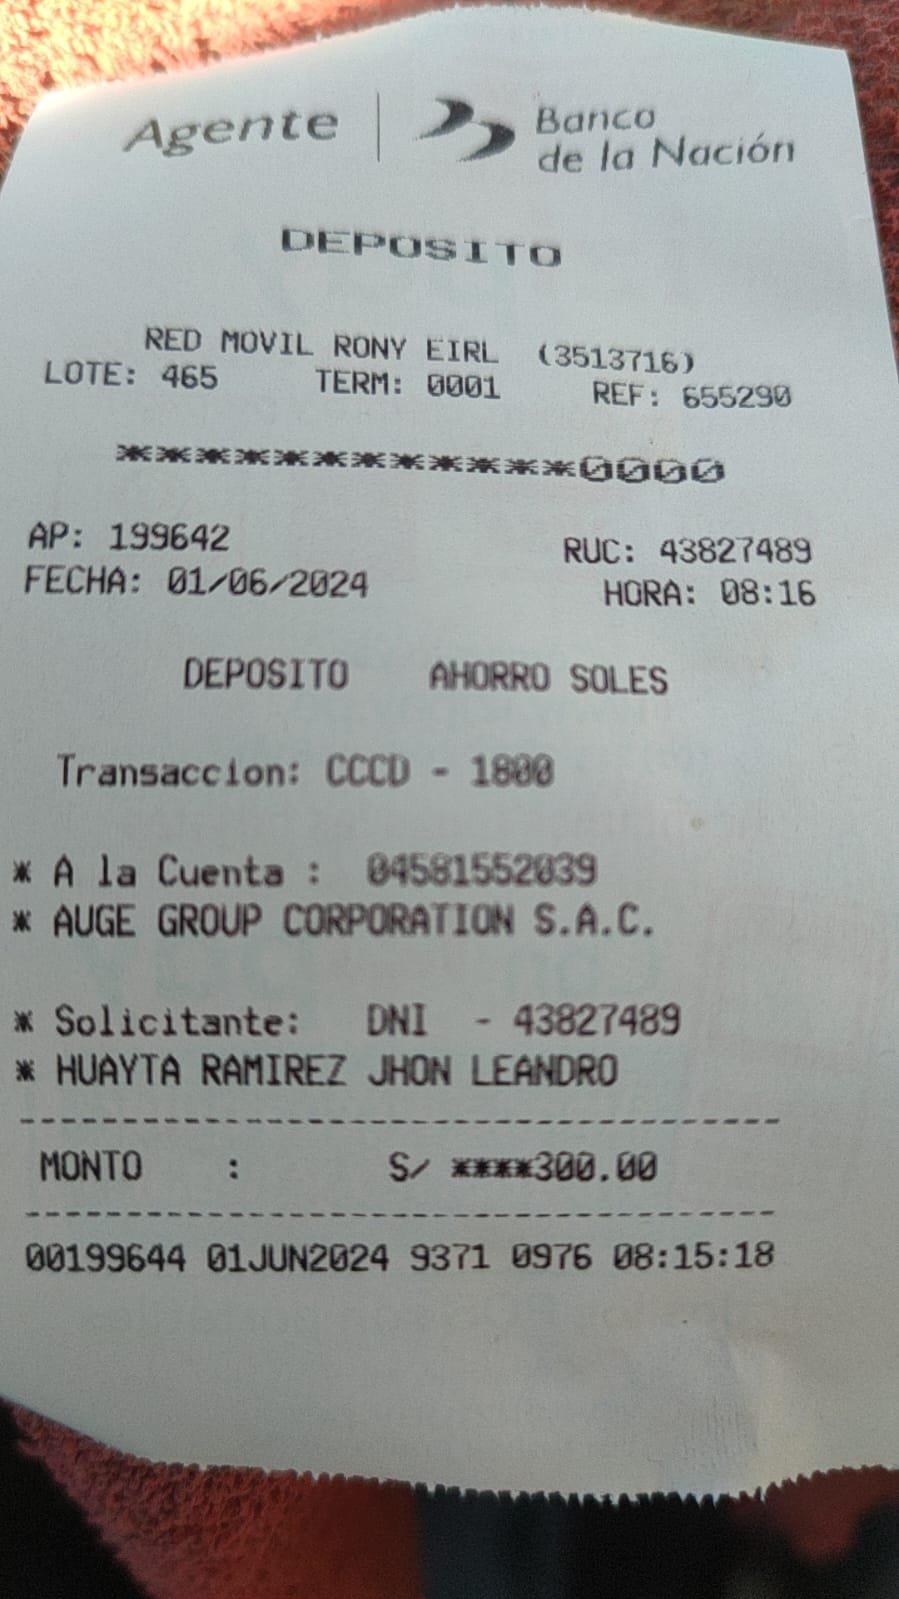 Agente | Banco
de la Nación
DEPOSITO
RED MOVIL RONY EIRL (3513716)
LOTE: 465 TERM: 0001 REF: 655290
************0000
AP: 199642 RUC: 43827489
FECHA: 01/06/2024 HORA: 08:16
DEPOSITO AHORRO SOLES
Transaccion: CCCD - 1800
* A la Cuenta : 04581552039
* AUGE GROUP CORPORATION S.A.C.
* Solicitante: DNI - 43827489
* HUAYTA RAMIREZ JHON LEANDRO
MONTO : S/ ****300.00
00199644 01JUN2024 9371 0976 08:15:18